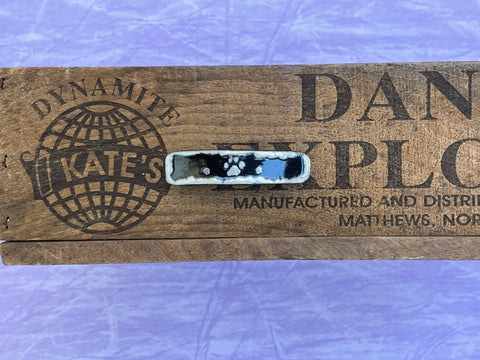 DYNAMITE
KATE'S
DAN
EXPLO
MANUFACTURED AND DISTRI
MATTHEWS, NOR